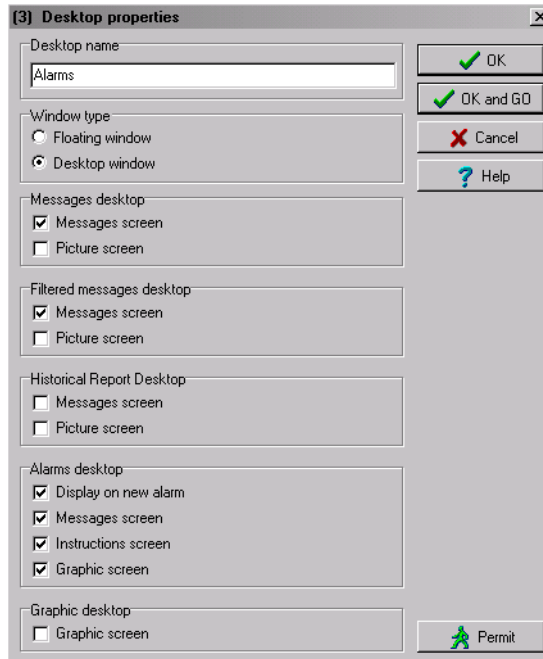 (3) Desktop properties
Desktop name
Alarms
OK
OK and GO
Window type
Floating window
Desktop window
Cancel
Help
Messages desktop
Messages screen
Picture screen
Filtered messages desktop
Messages screen
Picture screen
Historical Report Desktop
Messages screen
Picture screen
Alarms desktop
Display on new alarm
Messages screen
Instructions screen
Graphic screen
Graphic desktop
Graphic screen
Permit